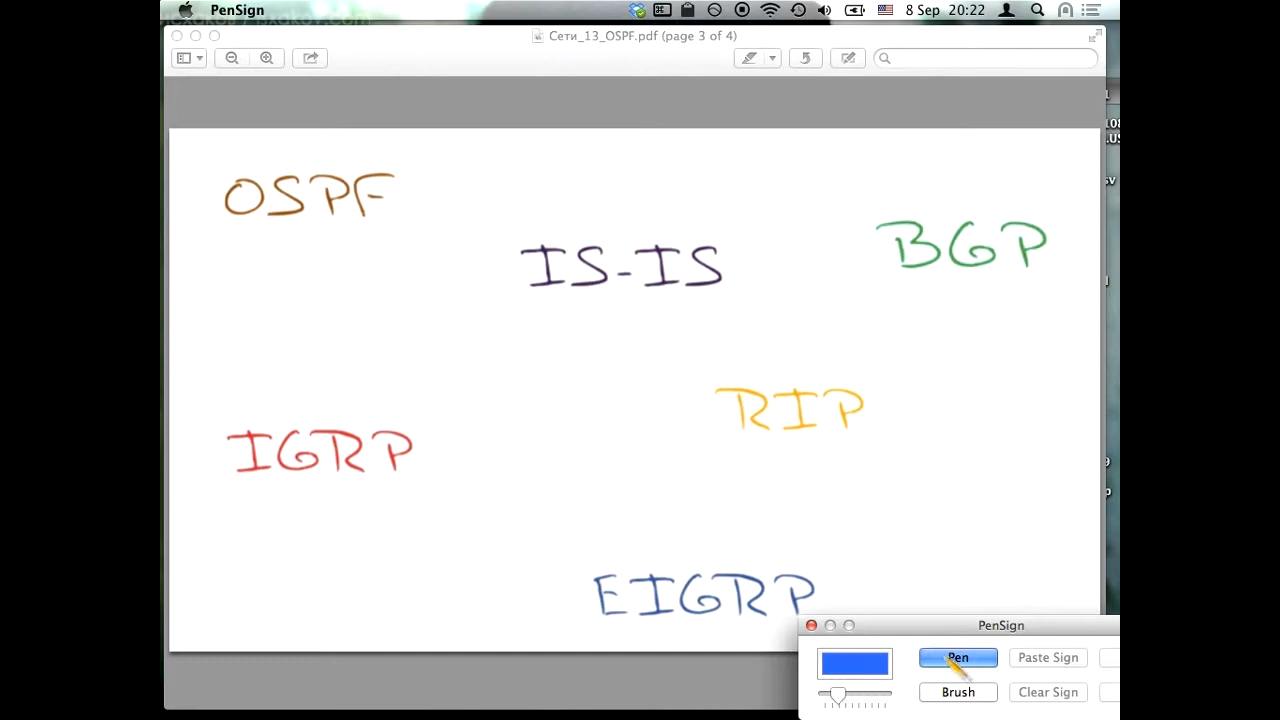 PenSign
8 Sep 20:22
Сети_13_OSPF.pdf (page 3 of 4)
OSPF
BGP
IS-IS
RIP
IGRP
EIGRP
PenSign
Pen
Paste Sign
Brush
Clear Sign